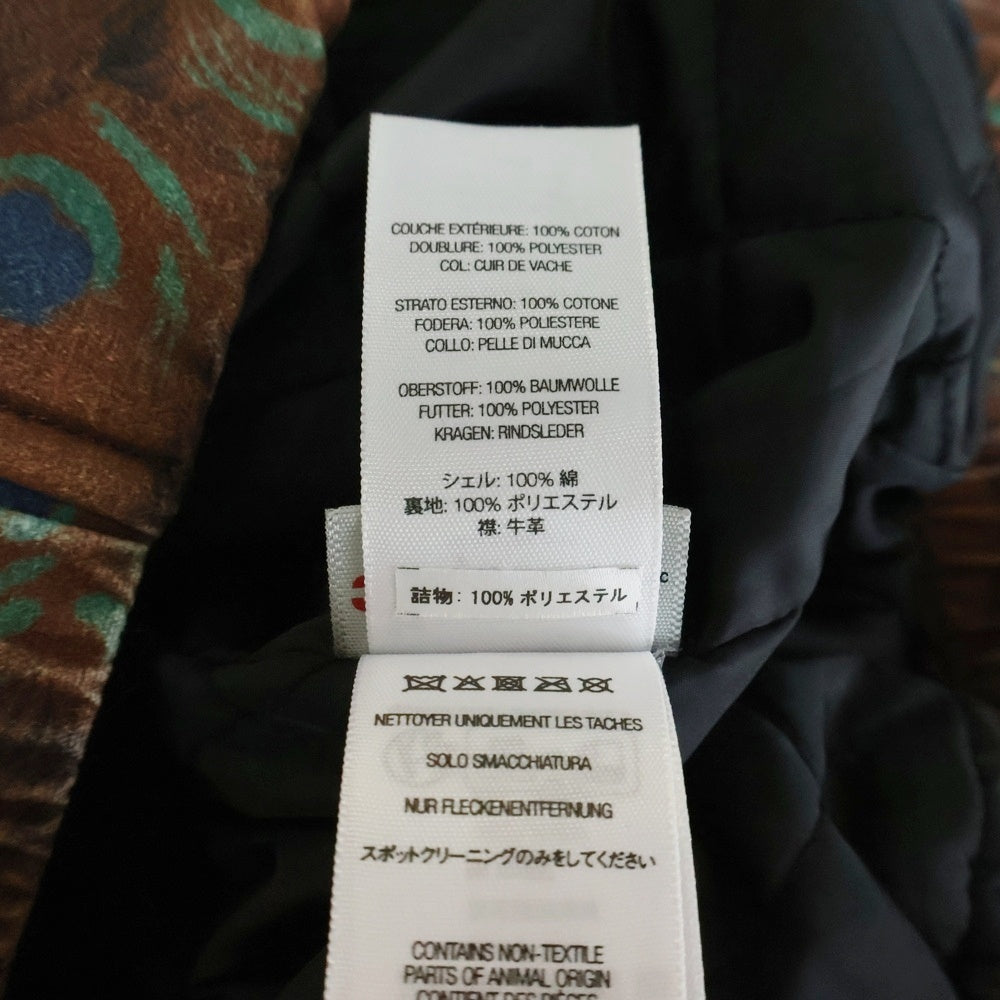 COUCHE EXTÉRIEURE: 100% COTON
DOUBLURE: 100% POLYESTER
COL: CUIR DE VACHE
STRATO ESTERNO: 100% COTONE
FODERA: 100% POLIESTERE
COLLO: PELLE DI MUCCA
OBERSTOFF: 100% BAUMWOLLE
FUTTER: 100% POLYESTER
KRAGEN: RINDSLEDER
シェル: 100% 綿
裏地: 100% ポリエステル
襟: 牛革
詰物: 100% ポリエステル
NETTOYER UNIQUEMENT LES TACHES
SOLO SMACCHIATURA
NUR FLECKENENTFERNUNG
スポットクリーニングのみをしてください
CONTAINS NON-TEXTILE
PARTS OF ANIMAL ORIGIN
CONTIENT DES PIÈCES